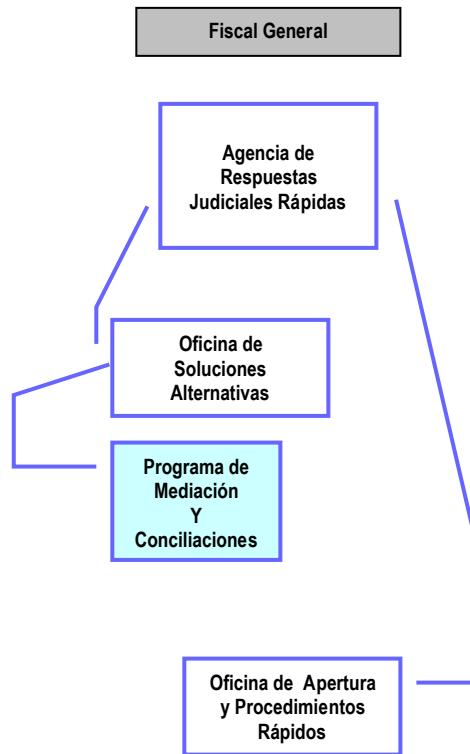 Fiscal General
Agencia de
Respuestas
Judiciales Rápidas
Oficina de
Soluciones
Alternativas
Programa de
Mediación
Y
Conciliaciones
Oficina de Apertura
y Procedimientos
Rápidos